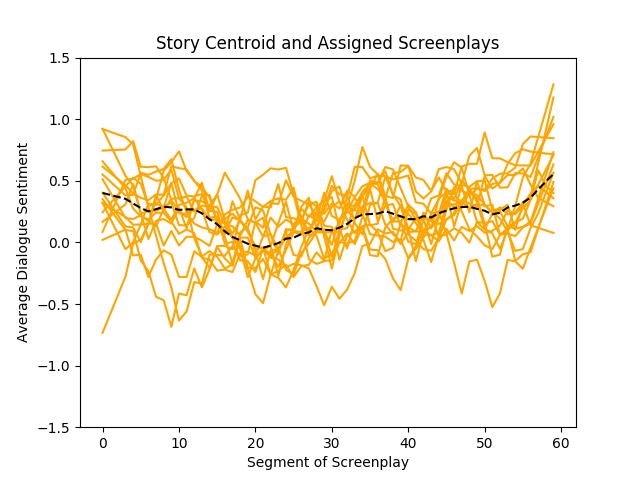 Story Centroid and Assigned Screenplays
Average Dialogue Sentiment
1.5
1.0
0.5
0.0
−0.5
−1.0
−1.5
0 10 20 30 40 50 60
Segment of Screenplay